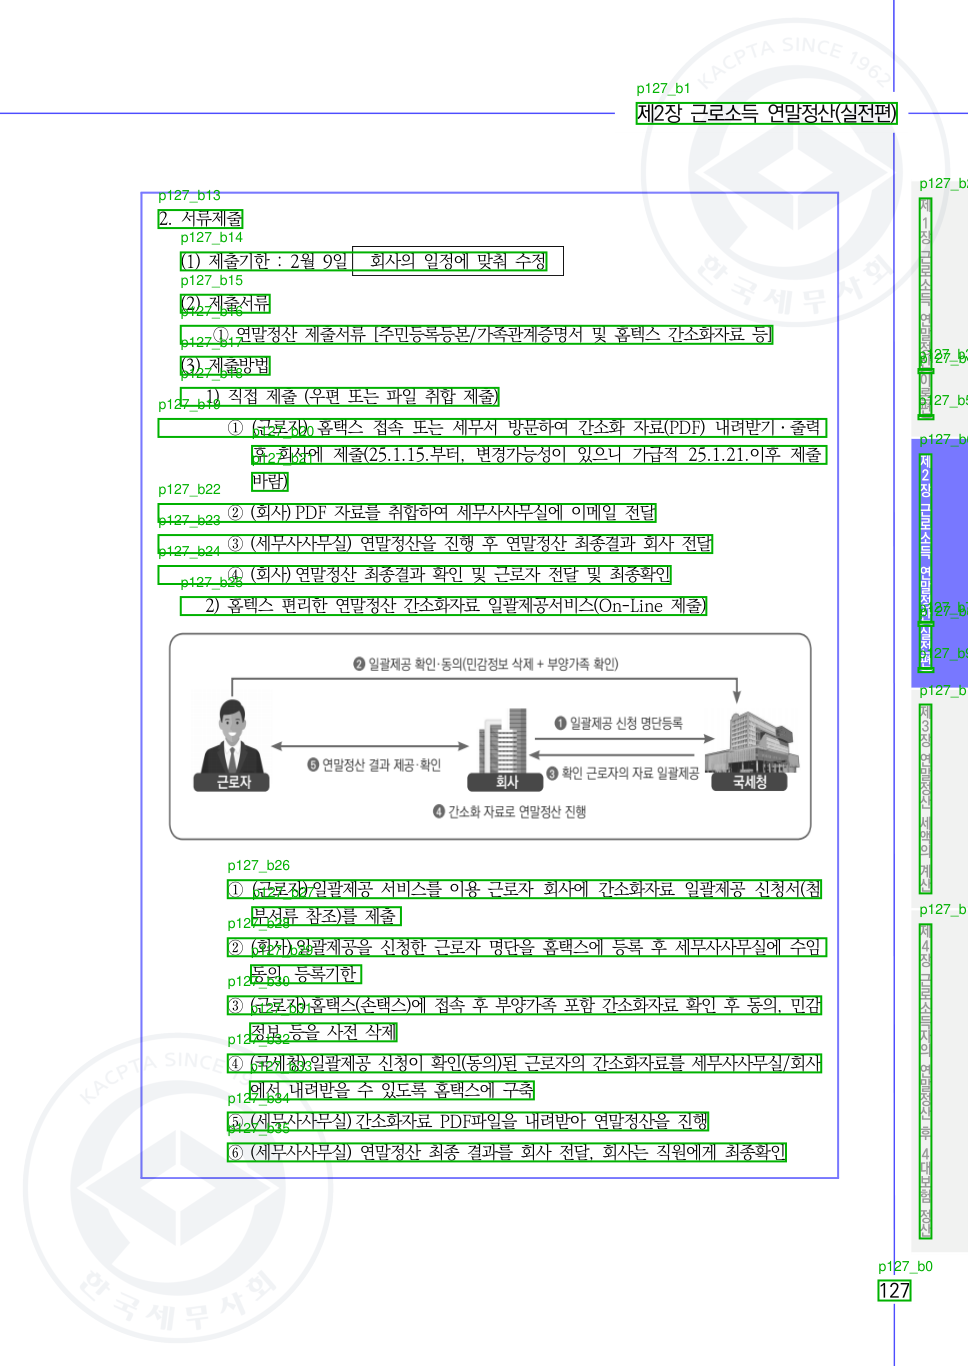 p127_b1
제2장 근로소득 연말정산(실전편)
p127_b13
2. 서류제출
p127_b14
(1) 제출기한 : 2월 9일 회사의 일정에 맞춰 수정
p127_b15
(2) 제출서류
p127_b16
① 연말정산 제출서류 [주민등록등본/가족관계증명서 및 홈텍스 간소화자료 등]
p127_b17
(3) 제출방법
p127_b18
1) 직접 제출 (우편 또는 파일 취합 제출)
p127_b19
① (근로자) 홈택스 접속 또는 세무서 방문하여 간소화 자료(PDF) 내려받기·출력
p127_b20
후 회사에 제출(25.1.15.부터, 변경가능성이 있으니 가급적 25.1.21.이후 제출
p127_b21
바람)
p127_b22
② (회사) PDF 자료를 취합하여 세무사사무실에 이메일 전달
p127_b23
③ (세무사사무실) 연말정산을 진행 후 연말정산 최종결과 회사 전달
p127_b24
④ (회사) 연말정산 최종결과 확인 및 근로자 전달 및 최종확인
p127_b25
2) 홈텍스 편리한 연말정산 간소화자료 일괄제공서비스(On-Line 제출)
❷ 일괄제공 확인·동의(민감정보 삭제 + 부양가족 확인)
❶ 일괄제공 신청 명단등록
❺ 연말정산 결과 제공·확인
❸ 확인 근로자의 자료 일괄제공
근로자
회사
국세청
❹ 간소화 자료로 연말정산 진행
p127_b26
① (근로자) 일괄제공 서비스를 이용 근로자 회사에 간소화자료 일괄제공 신청서(첨
p127_b27
부서류 참조)를 제출
p127_b28
② (회사) 일괄제공을 신청한 근로자 명단을 홈택스에 등록 후 세무사사무실에 수임
p127_b29
동의, 등록기한
p127_b30
③ (근로자) 홈택스(손택스)에 접속 후 부양가족 포함 간소화자료 확인 후 동의, 민감
p127_b31
정보 등을 사전 삭제
p127_b32
④ (국세청) 일괄제공 신청이 확인(동의)된 근로자의 간소화자료를 세무사사무실/회사
p127_b33
에서 내려받을 수 있도록 홈택스에 구축
p127_b34
⑤ (세무사사무실) 간소화자료 PDF파일을 내려받아 연말정산을 진행
p127_b35
⑥ (세무사사무실) 연말정산 최종 결과를 회사 전달, 회사는 직원에게 최종확인
제2장 근로소득 연말정산(실전편)
제3장 연말정산 세액의 계산
제4장 근로소득자의 연말정산 후 4대보험 정산
p127_b0
127
KACPTA SINCE 1962
한국세무사회
KACPTA SINCE
한국세무사회